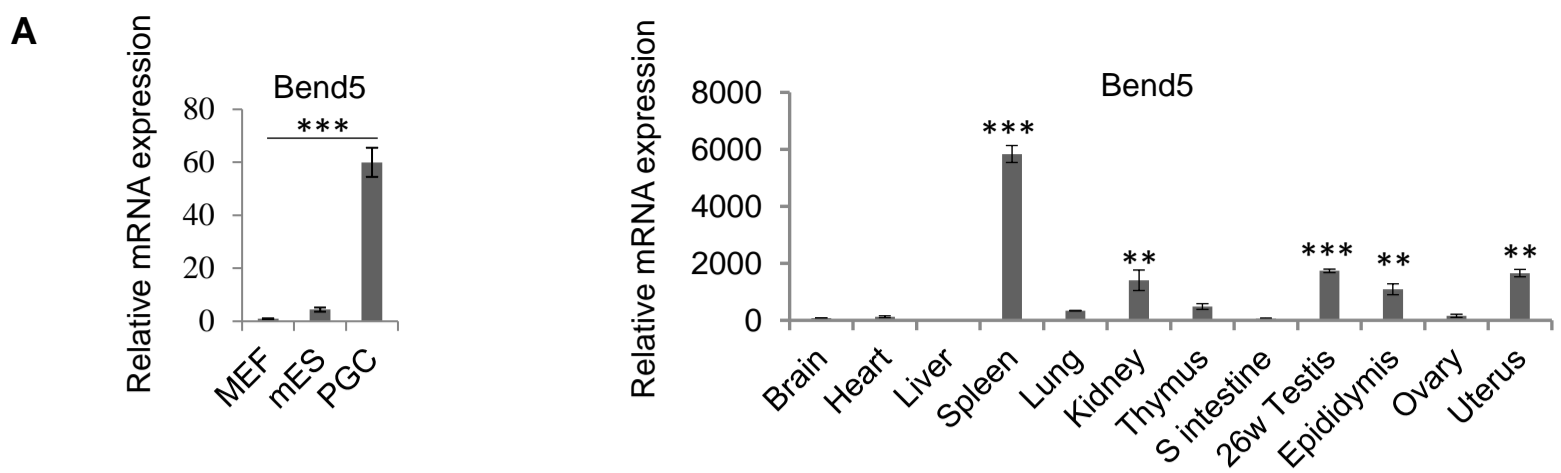 A
Relative mRNA expression
Bend5
80
60
40
20
0
***
MEF
mES
PGC
Relative mRNA expression
Bend5
8000
6000
4000
2000
0
***
**
***
**
**
Brain
Heart
Liver
Spleen
Lung
Kidney
Thymus
S intestine
26w Testis
Epididymis
Ovary
Uterus